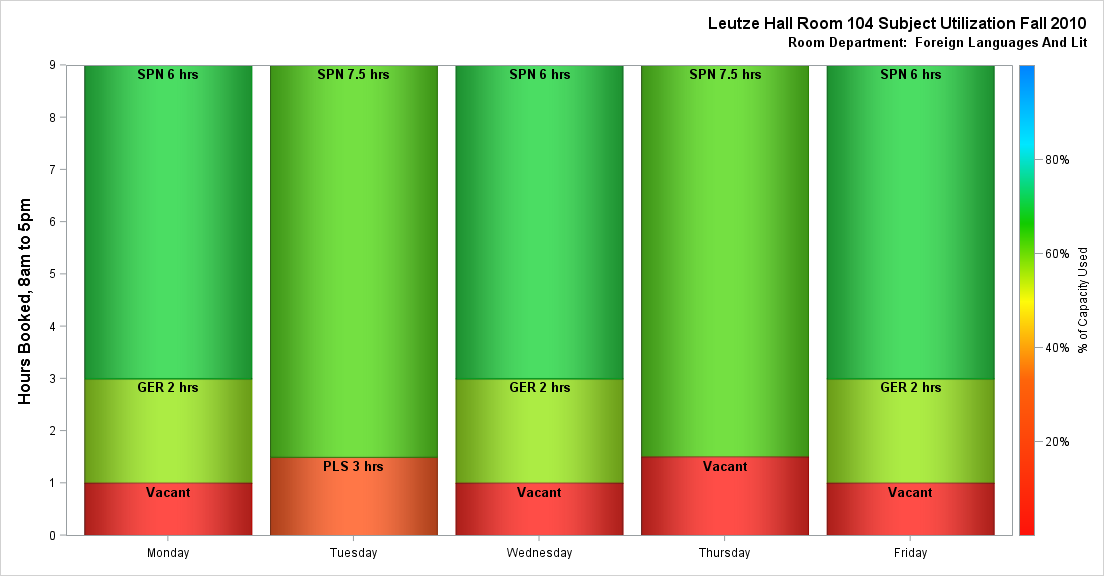 Leutze Hall Room 104 Subject Utilization Fall 2010
Room Department:  Foreign Languages And Lit
Hours Booked, 8am to 5pm
9
8
7
6
5
4
3
2
1
0
SPN 6 hrs
GER 2 hrs
Vacant
SPN 7.5 hrs
PLS 3 hrs
SPN 6 hrs
GER 2 hrs
Vacant
SPN 7.5 hrs
Vacant
SPN 6 hrs
GER 2 hrs
Vacant
Monday
Tuesday
Wednesday
Thursday
Friday
80%
60%
40%
20%
% of Capacity Used